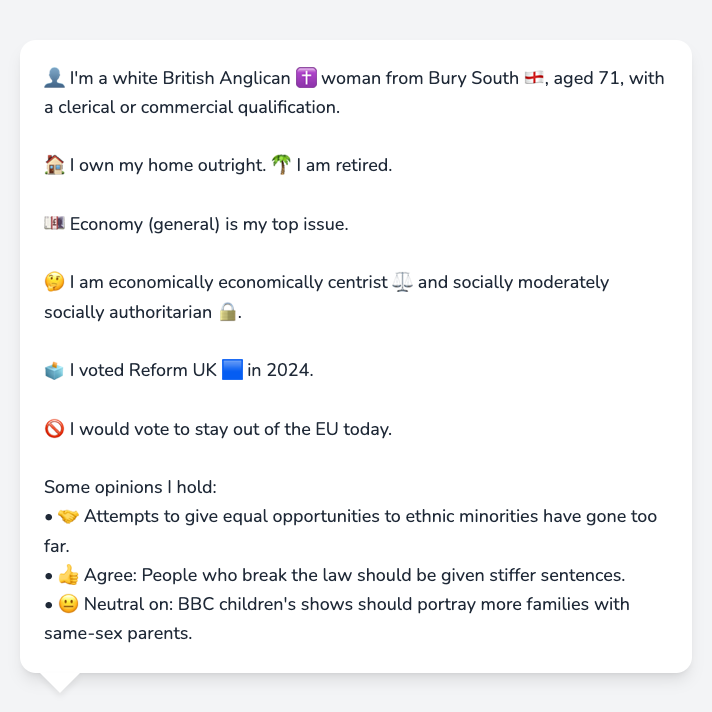 👤 I'm a white British Anglican ✝️ woman from Bury South 🏴󠁧󠁢󠁥󠁮󠁧󠁿, aged 71, with
a clerical or commercial qualification.
🏠 I own my home outright. 🌴 I am retired.
💷 Economy (general) is my top issue.
🤔 I am economically economically centrist ⚖️ and socially moderately
socially authoritarian 🔒.
🗳️ I voted Reform UK 🟦 in 2024.
🚫 I would vote to stay out of the EU today.
Some opinions I hold:
• 🤝 Attempts to give equal opportunities to ethnic minorities have gone too
far.
• 👍 Agree: People who break the law should be given stiffer sentences.
• 😐 Neutral on: BBC children's shows should portray more families with
same-sex parents.